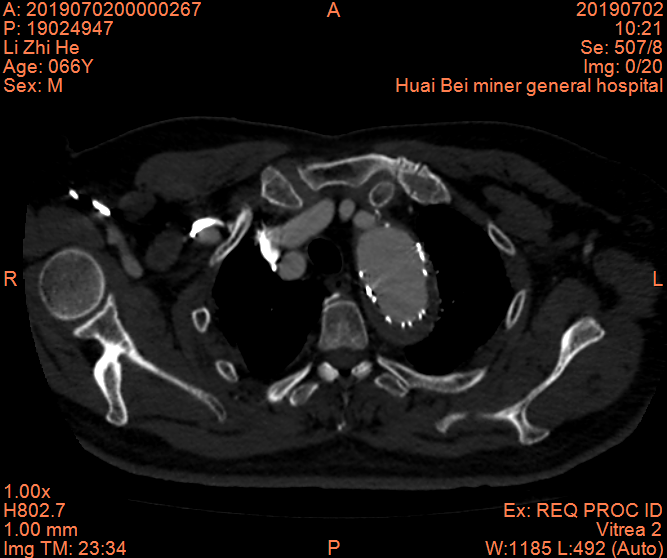 A: 2019070200000267
P: 19024947
Li Zhi He
Age: 066Y
Sex: M
A
20190702
10:21
Se: 507/8
Img: 0/20
Huai Bei miner general hospital
R
L
1.00x
H802.7
1.00 mm
Img TM: 23:34
P
Ex: REQ PROC ID
Vitrea 2
W:1185 L:492 (Auto)